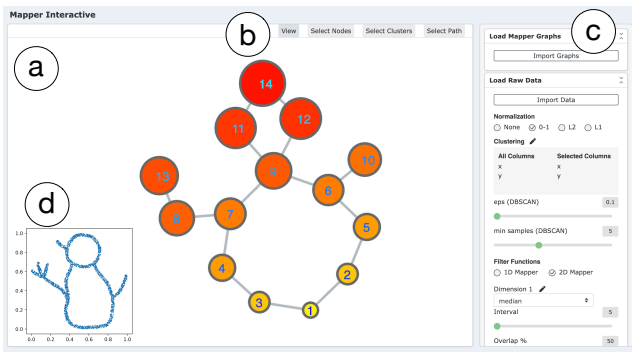 Mapper Interactive
View Select Nodes Select Clusters Select Path
a
b
c
d
14
11
12
9
10
13
6
8
7
5
4
2
3
1
1.0
0.8
0.6
0.4
0.2
0.0
0.0 0.2 0.4 0.6 0.8 1.0
Load Mapper Graphs
Import Graphs
Load Raw Data
Import Data
Normalization
None 0-1 L2 L1
Clustering
All Columns Selected Columns
x x
y y
eps (DBSCAN) 0.1
min samples (DBSCAN) 5
Filter Functions
1D Mapper 2D Mapper
Dimension 1
median
Interval 5
Overlap % 50